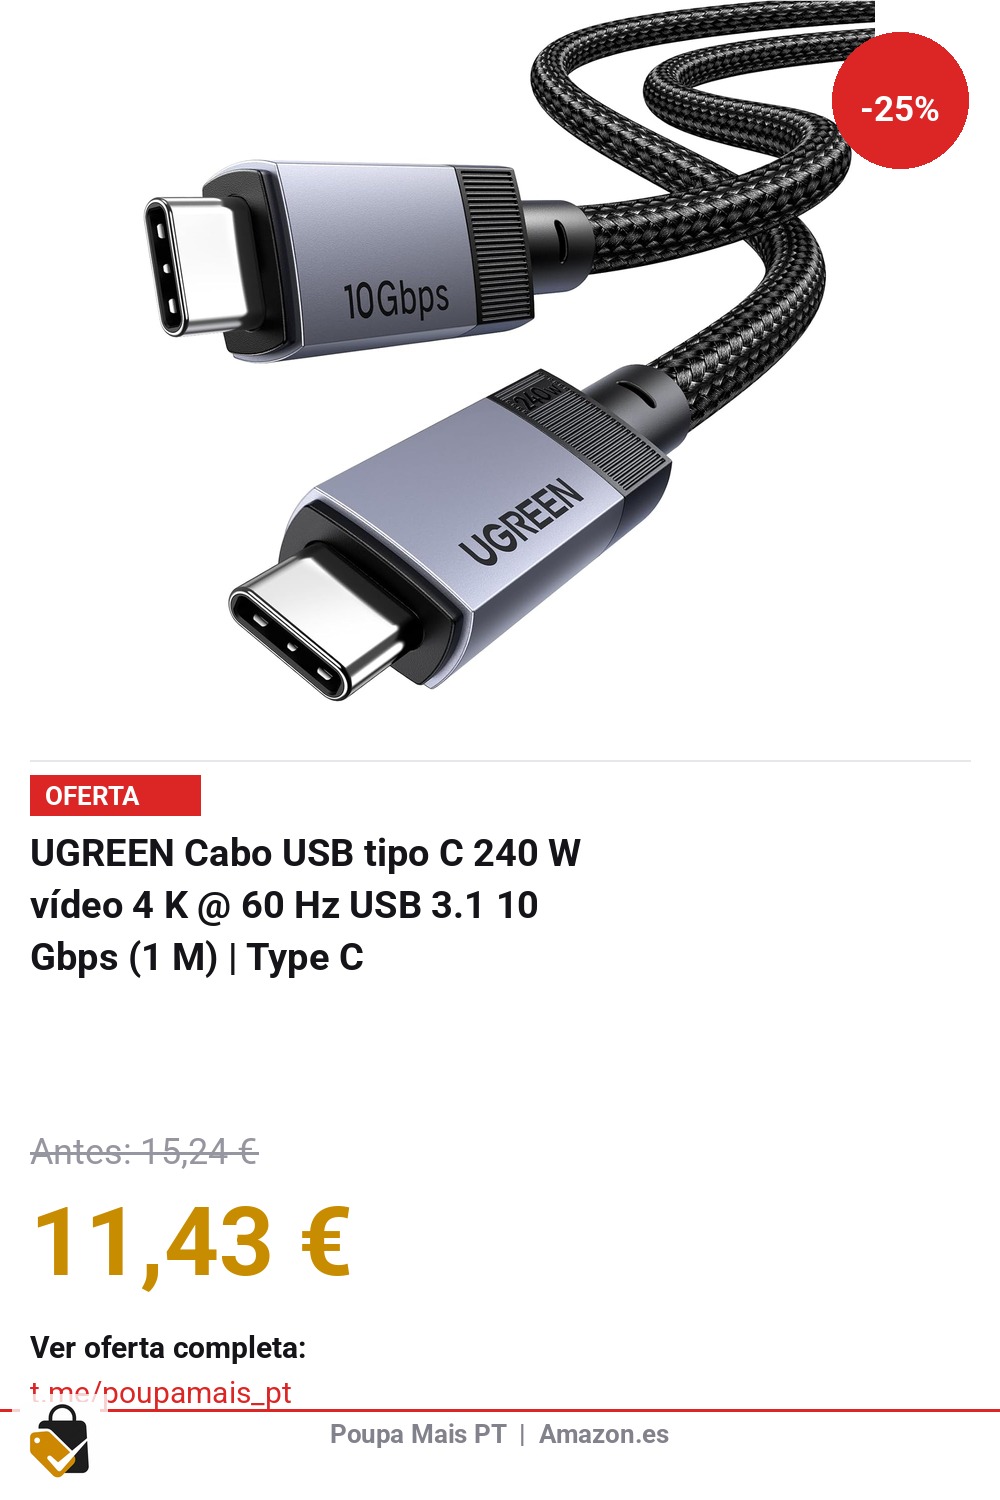 -25%
10Gbps
240W
UGREEN
OFERTA
UGREEN Cabo USB tipo C 240 W
vídeo 4 K @ 60 Hz USB 3.1 10
Gbps (1 M) | Type C
Antes: 15,24 €
11,43 €
Ver oferta completa:
t.me/poupamais_pt
Poupa Mais PT | Amazon.es